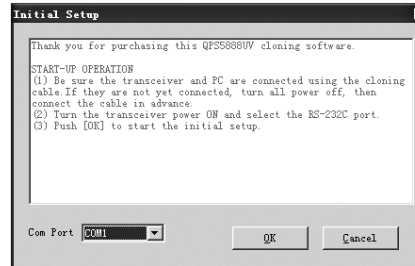 Initial Setup
Thank you for purchasing this QPS5888UV cloning software.
START-UP OPERATION
(1) Be sure the transceiver and PC are connected using the cloning
cable.If they are not yet connected, turn all power off, then
connect the cable in advance.
(2) Turn the transceiver power ON and select the RS-232C port.
(3) Push [OK] to start the initial setup.
Com Port COM1 OK Cancel